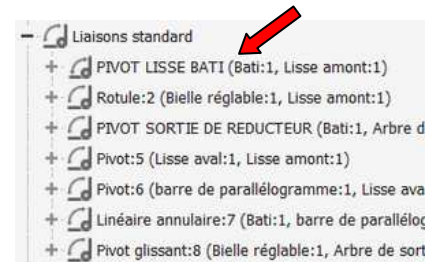 Liaisons standard
PIVOT LISSE BATI (Bati:1, Lisse amont:1)
Rotule:2 (Bielle réglable:1, Lisse amont:1)
PIVOT SORTIE DE REDUCTEUR (Bati:1, Arbre d
Pivot:5 (Lisse aval:1, Lisse amont:1)
Pivot:6 (barre de parallélogramme:1, Lisse ava
Linéaire annulaire:7 (Bati:1, barre de parallélog
Pivot glissant:8 (Bielle réglable:1, Arbre de sort